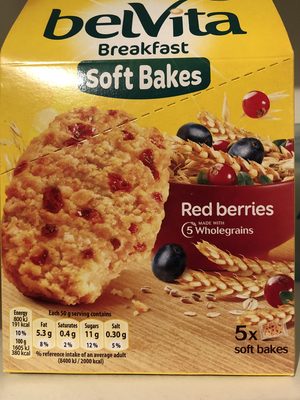 belVita
Breakfast
Soft Bakes
Red berries
MADE WITH
5 Wholegrains
Each 50 g serving contains
Energy
800 kJ
191 kcal
10%
Fat
5.3 g
8%
Saturates
0.4 g
2%
Sugars
11 g
12%
Salt
0.30 g
5%
100 g
1605 kJ
380 kcal
% reference intake of an average adult
(8400 kJ / 2000 kcal)
5x
soft bakes